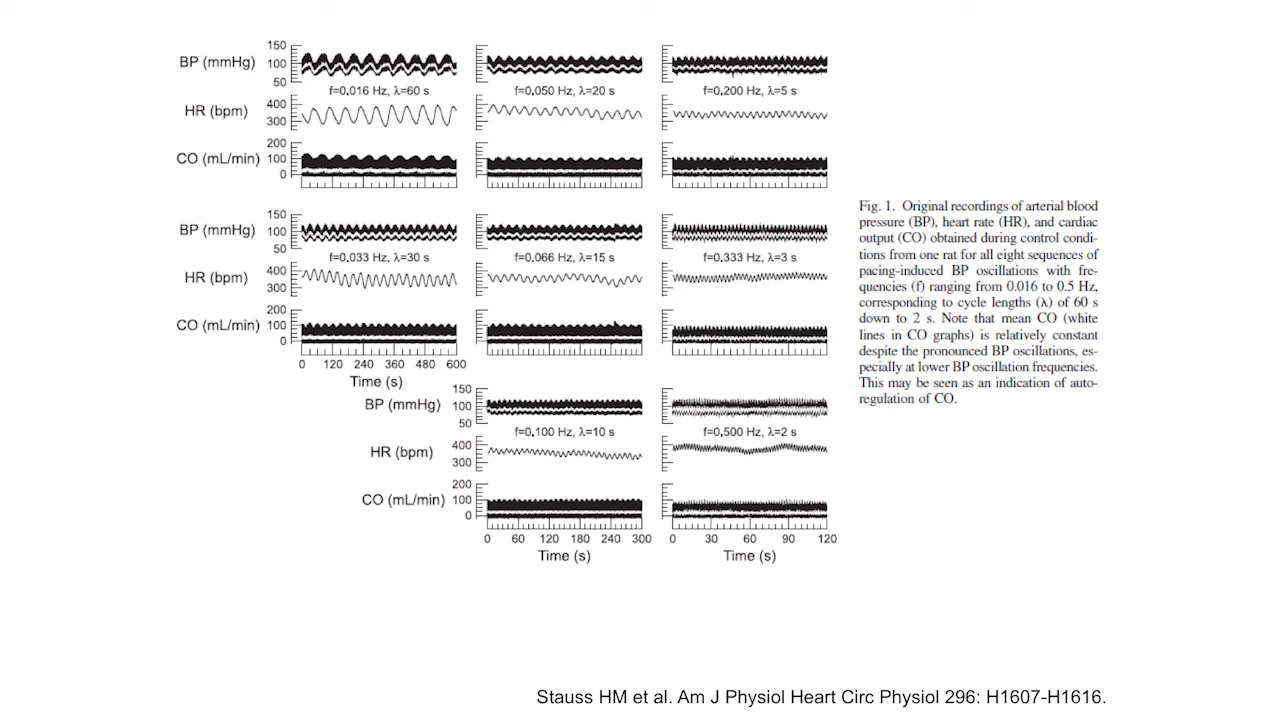 BP (mmHg)
150
100
50
f=0.016 Hz, λ=60 s
f=0.050 Hz, λ=20 s
f=0.200 Hz, λ=5 s
HR (bpm)
400
300
CO (mL/min)
200
100
0
BP (mmHg)
150
100
50
f=0.033 Hz, λ=30 s
f=0.066 Hz, λ=15 s
f=0.333 Hz, λ=3 s
HR (bpm)
400
300
CO (mL/min)
200
100
0
0 120 240 360 480 600
Time (s)
BP (mmHg)
150
100
50
f=0.100 Hz, λ=10 s
f=0.500 Hz, λ=2 s
HR (bpm)
400
300
CO (mL/min)
200
100
0
0 60 120 180 240 300
Time (s)
0 30 60 90 120
Time (s)
Fig. 1. Original recordings of arterial blood
pressure (BP), heart rate (HR), and cardiac
output (CO) obtained during control condi-
tions from one rat for all eight sequences of
pacing-induced BP oscillations with fre-
quencies (f) ranging from 0.016 to 0.5 Hz,
corresponding to cycle lengths (λ) of 60 s
down to 2 s. Note that mean CO (white
lines in CO graphs) is relatively constant
despite the pronounced BP oscillations, es-
pecially at lower BP oscillation frequencies.
This may be seen as an indication of auto-
regulation of CO.
Stauss HM et al. Am J Physiol Heart Circ Physiol 296: H1607-H1616.